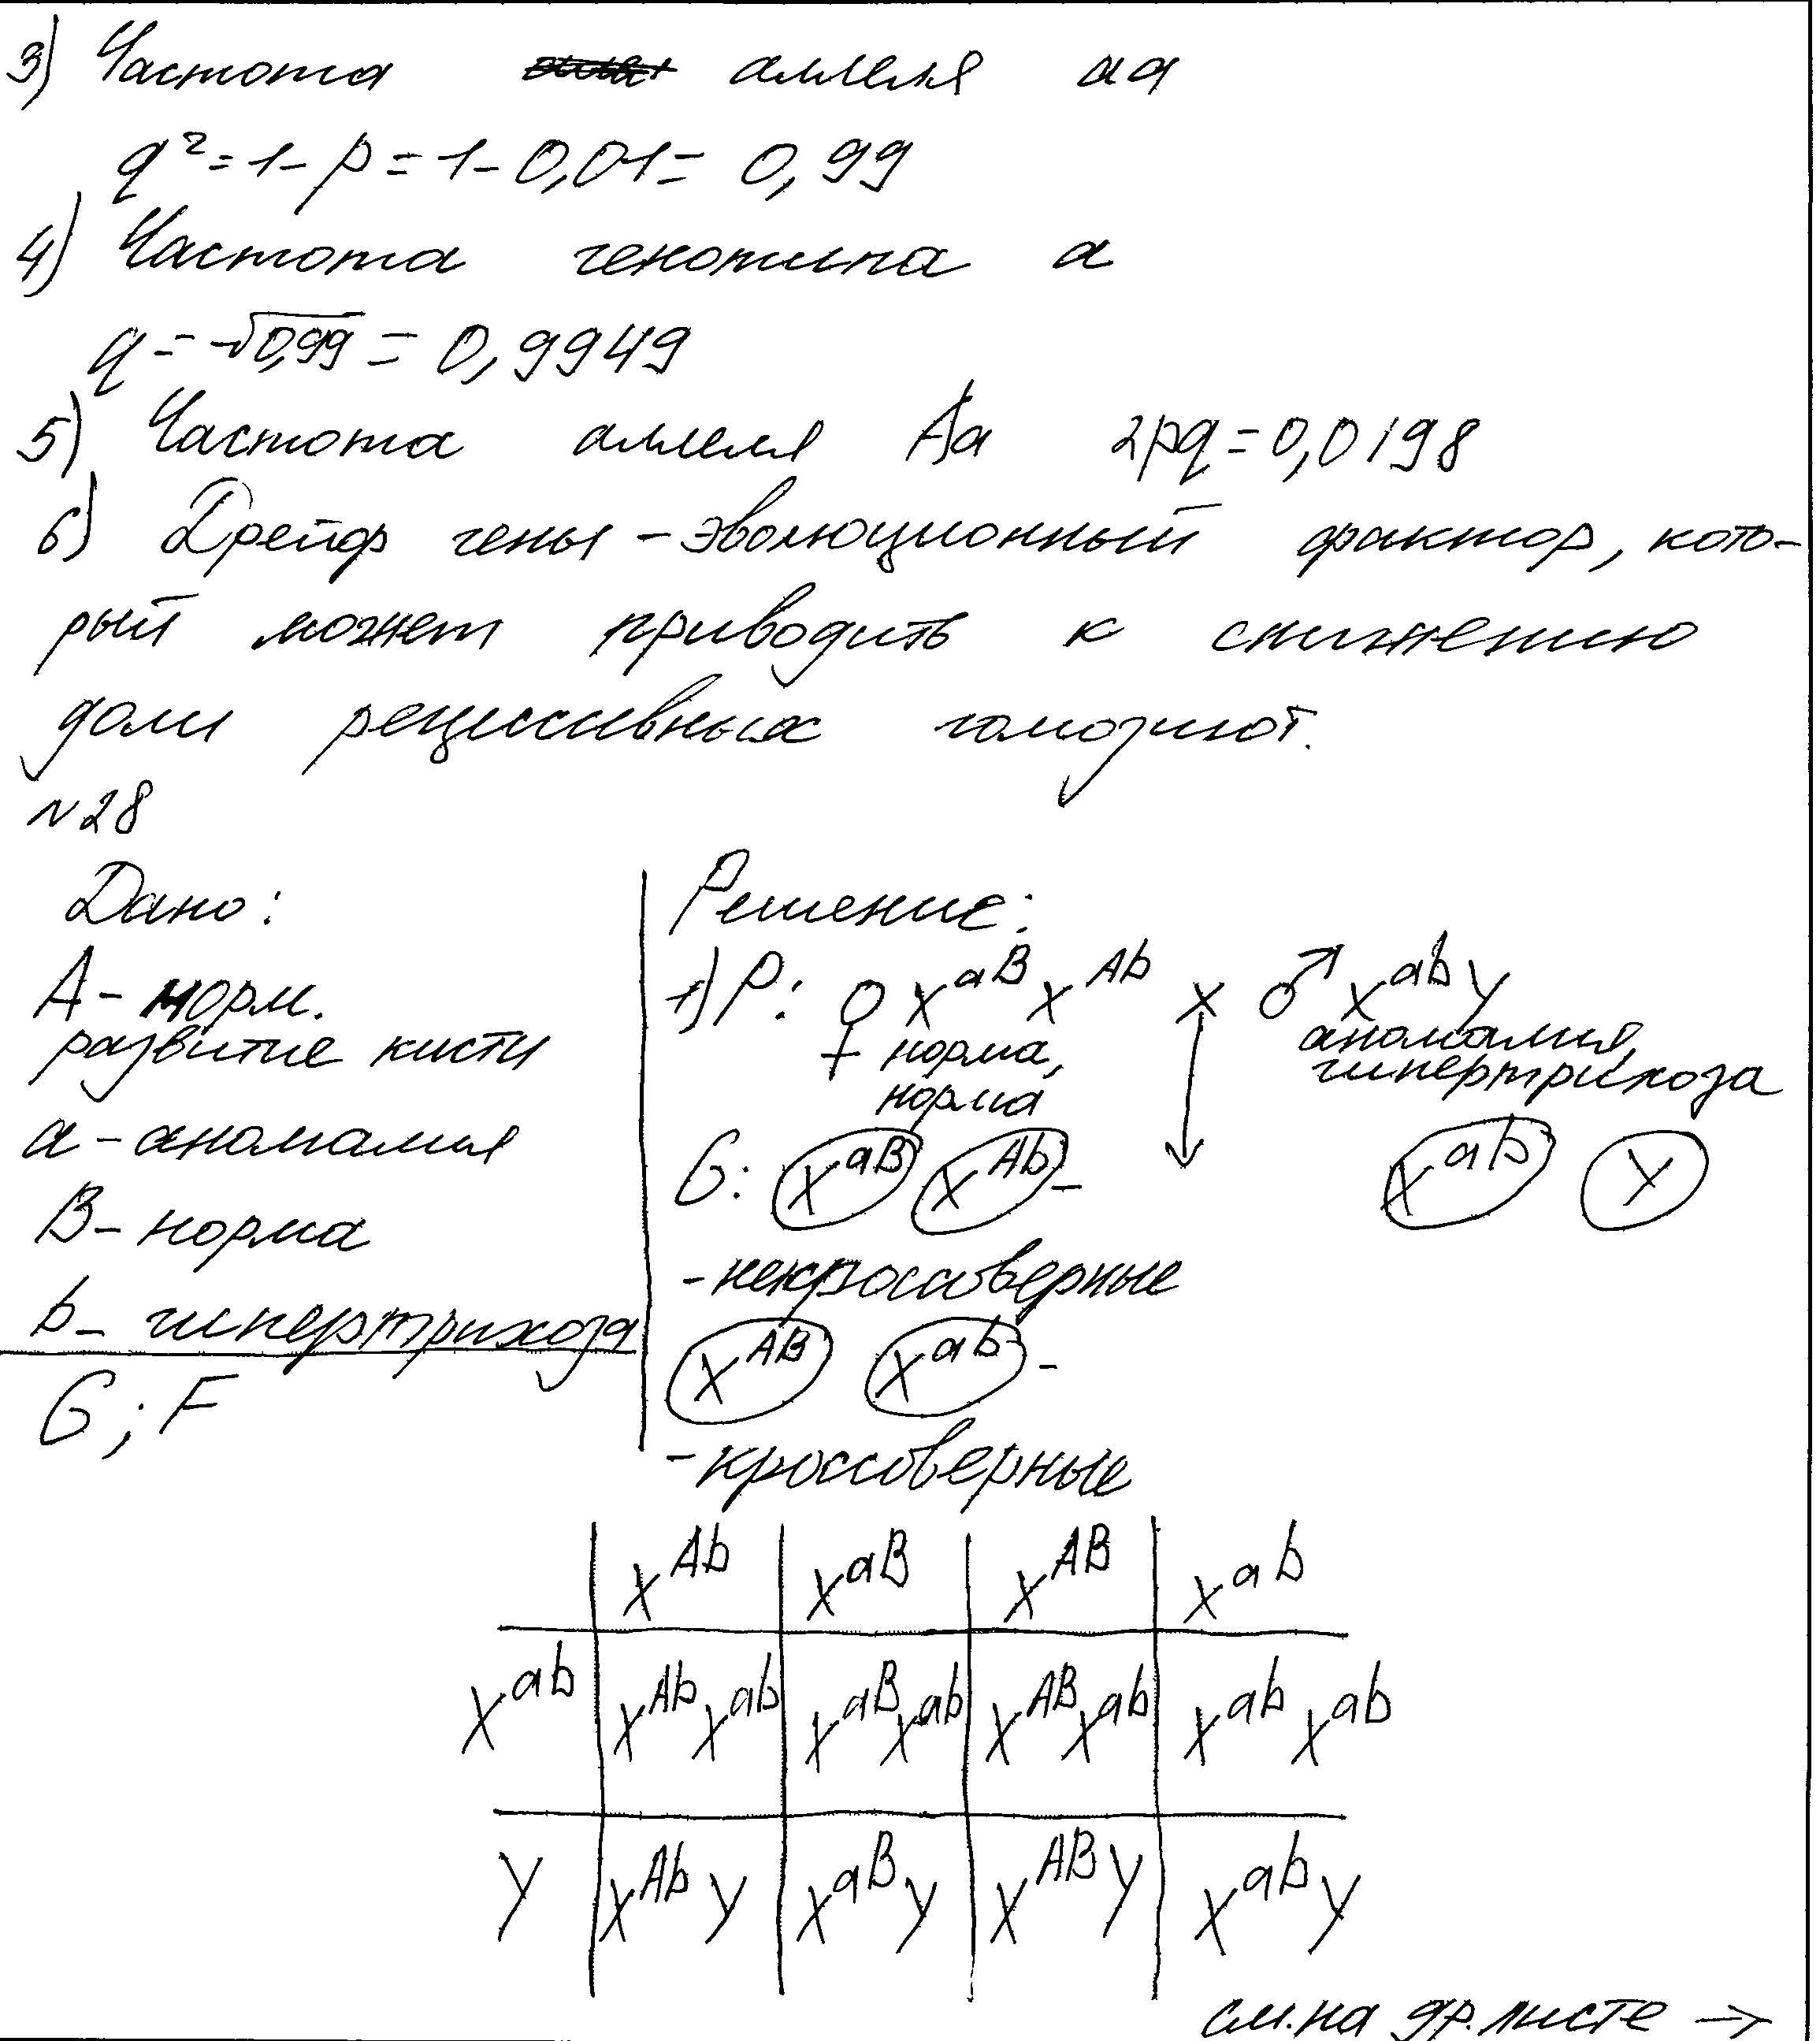 3) Частота аллеля аа
q² = 1 - p = 1 - 0,01 = 0,99
4) Частота генотипа а
q = √0,99 = 0,9949
5) Частота аллеля Аа 2pq = 0,0198
6) Дрейф гены - эволюционный фактор, кото-
рый может приводить к снижению
доли рецессивных гомозигот.
№28
Дано:
А - норм.
развитие кисти
а - аномалия
В - норма
b - гипертрихоза
G; F
Решение:
1) P: ♀ X^aB X^Ab × ♂ X^ab Y
норма, аномалия,
норма гипертрихоза
G: X^aB X^Ab - X^ab Y
- некроссоверные
X^AB X^ab -
- кроссоверные
X^Ab X^aB X^AB X^ab
X^ab X^Ab X^ab X^aB X^ab X^AB X^ab X^ab X^ab
Y X^Ab Y X^aB Y X^AB Y X^ab Y
см. на др. листе →